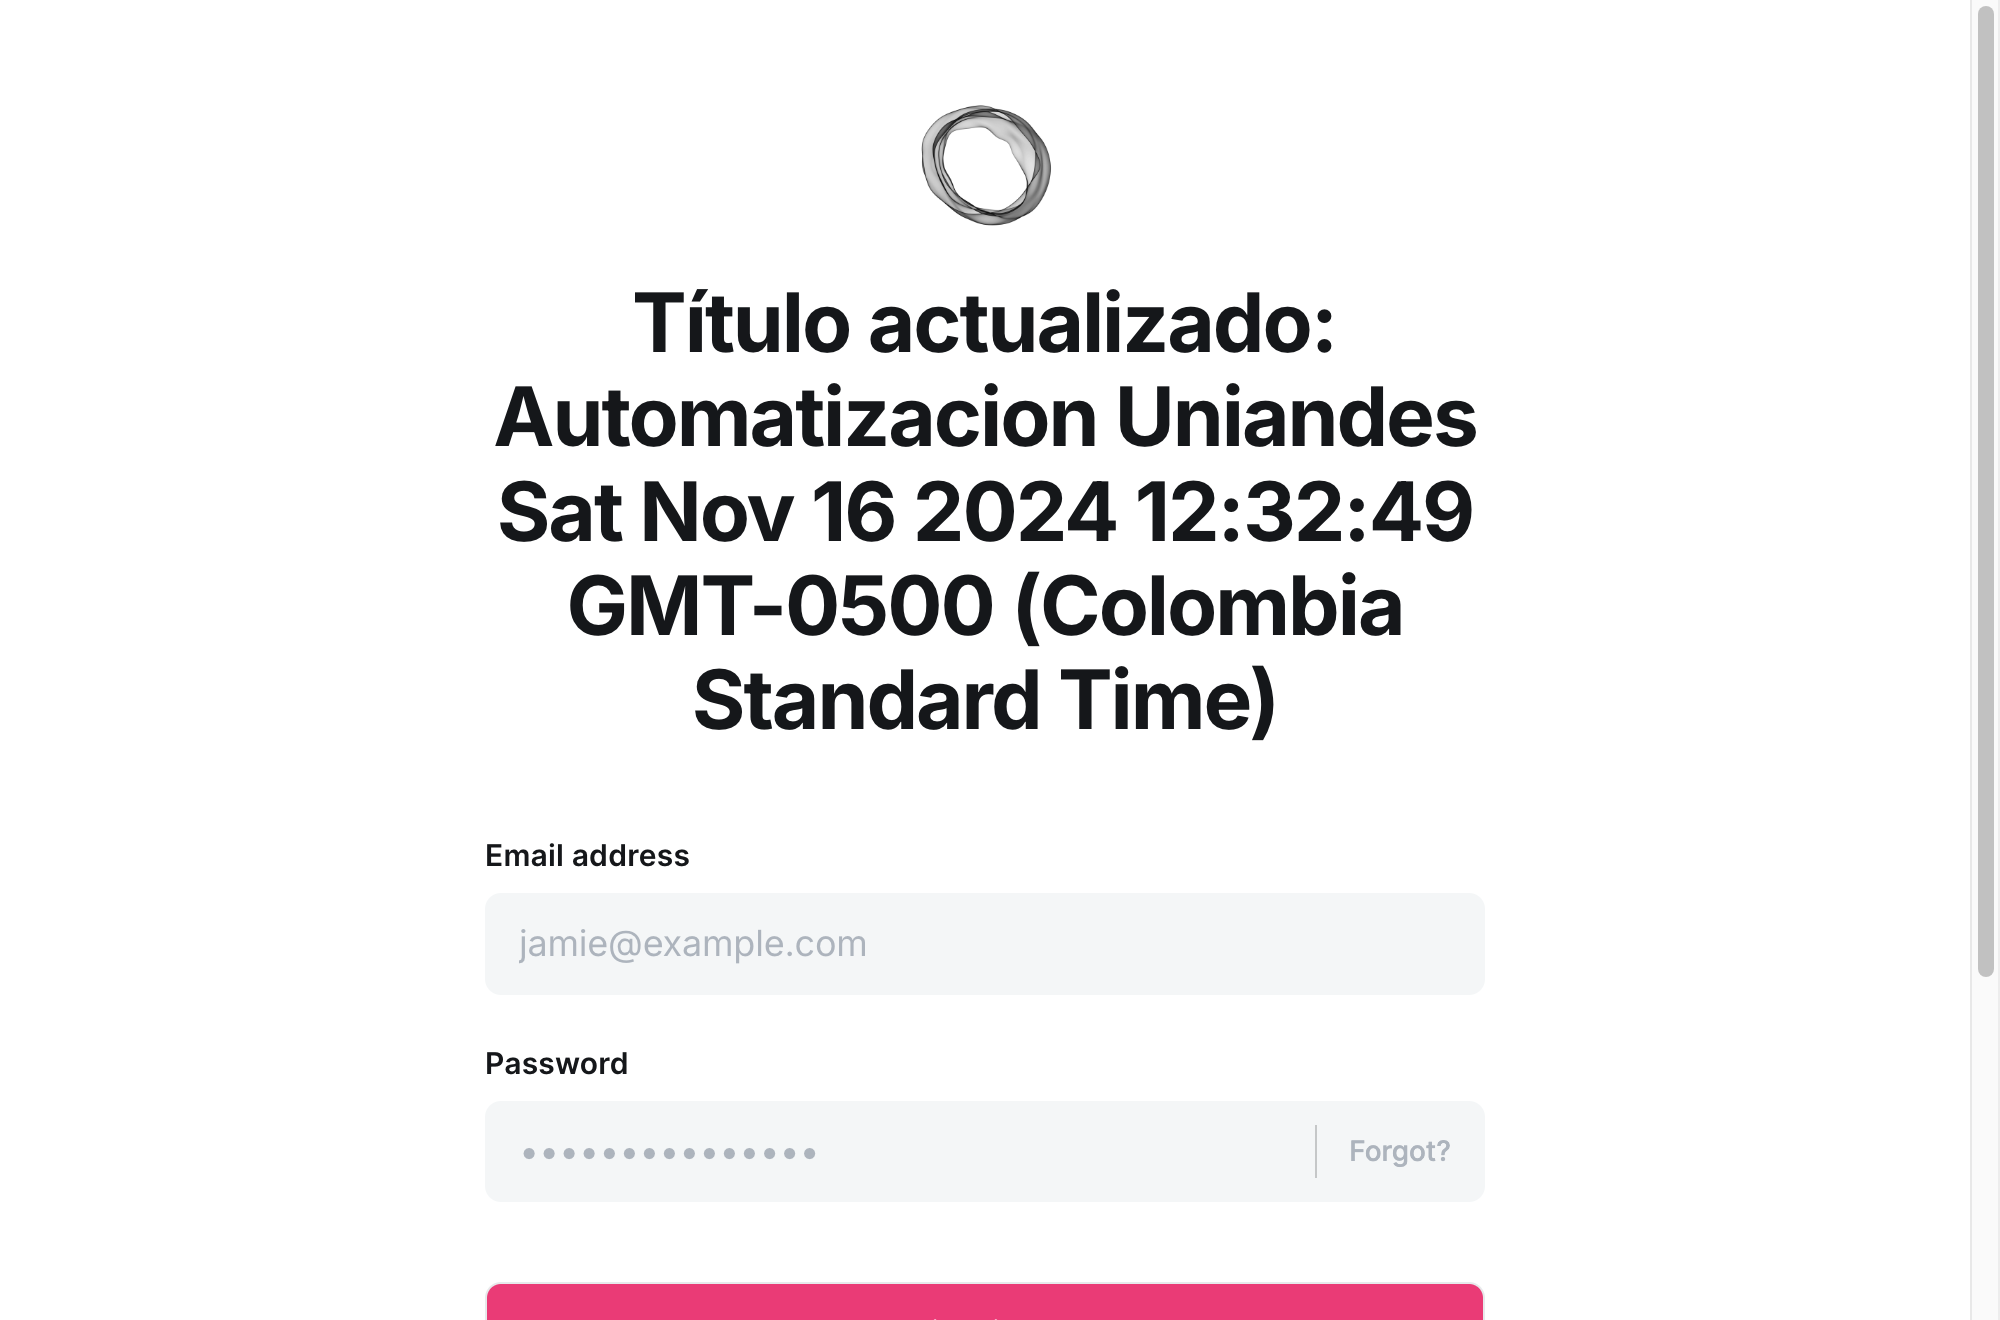 Título actualizado:
Automatizacion Uniandes
Sat Nov 16 2024 12:32:49
GMT-0500 (Colombia
Standard Time)
Email address
jamie@example.com
Password
•••••••••••••••
Forgot?